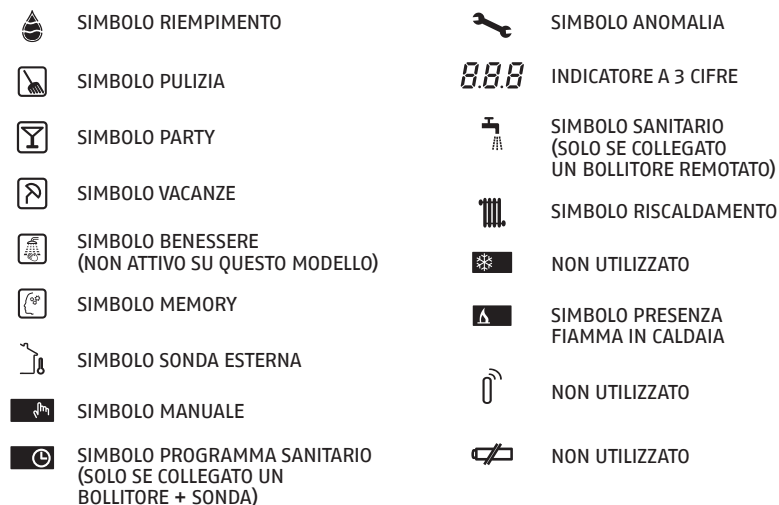 SIMBOLO RIEMPIMENTO
SIMBOLO PULIZIA
SIMBOLO PARTY
SIMBOLO VACANZE
SIMBOLO BENESSERE
(NON ATTIVO SU QUESTO MODELLO)
SIMBOLO MEMORY
SIMBOLO SONDA ESTERNA
SIMBOLO MANUALE
SIMBOLO PROGRAMMA SANITARIO
(SOLO SE COLLEGATO UN
BOLLITORE + SONDA)
SIMBOLO ANOMALIA
8.8.8 INDICATORE A 3 CIFRE
SIMBOLO SANITARIO
(SOLO SE COLLEGATO
UN BOLLITORE REMOTATO)
SIMBOLO RISCALDAMENTO
NON UTILIZZATO
SIMBOLO PRESENZA
FIAMMA IN CALDAIA
NON UTILIZZATO
NON UTILIZZATO